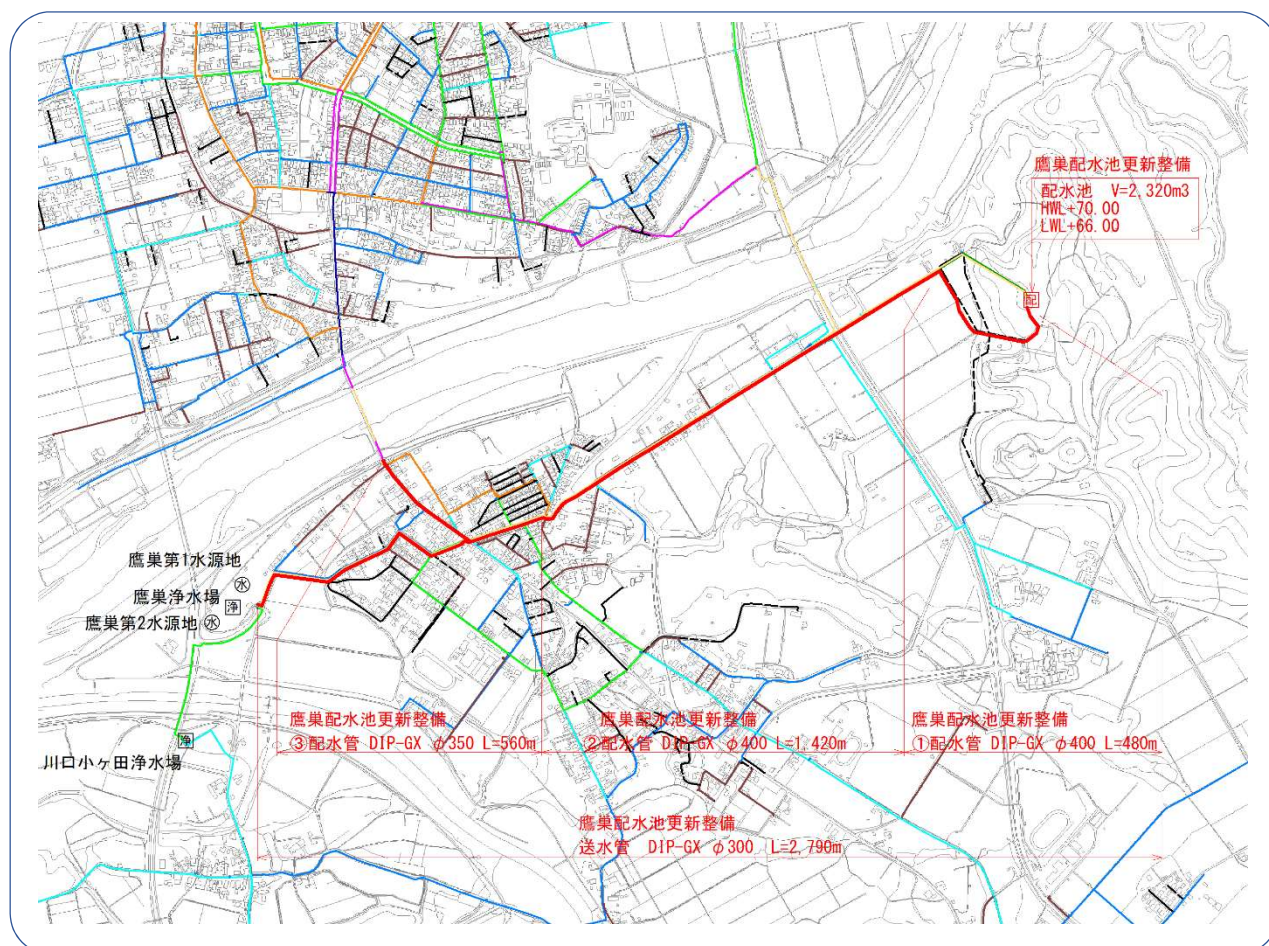 鷹巣配水池更新整備
配水池 V=2,320m3
HWL+70.00
LWL+66.00
配
鷹巣第1水源地
水
鷹巣浄水場
浄
鷹巣第2水源地
水
浄
川口小ヶ田浄水場
鷹巣配水池更新整備
③配水管 DIP-GX φ350 L=560m
鷹巣配水池更新整備
②配水管 DIP-GX φ400 L=1,420m
鷹巣配水池更新整備
①配水管 DIP-GX φ400 L=480m
鷹巣配水池更新整備
送水管 DIP-GX φ300 L=2,790m